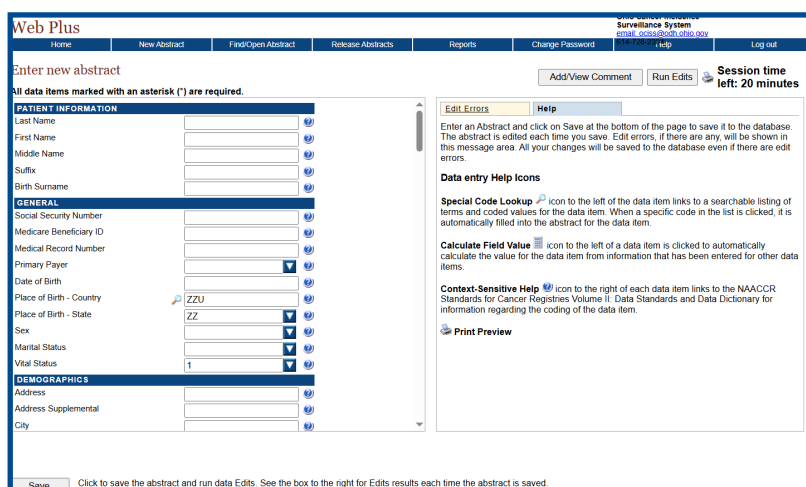 Web Plus
Ohio Cancer Incidence
Surveillance System
email: ociss@odh.ohio.gov
Home New Abstract Find/Open Abstract Release Abstracts Reports Change Password Help Log out
Enter new abstract
Add/View Comment Run Edits Session time
left: 20 minutes
All data items marked with an asterisk (*) are required.
PATIENT INFORMATION
Last Name
First Name
Middle Name
Suffix
Birth Surname
GENERAL
Social Security Number
Medicare Beneficiary ID
Medical Record Number
Primary Payer
Date of Birth
Place of Birth - Country ZZU
Place of Birth - State ZZ
Sex
Marital Status
Vital Status 1
DEMOGRAPHICS
Address
Address Supplemental
City
Edit Errors Help
Enter an Abstract and click on Save at the bottom of the page to save it to the database.
The abstract is edited each time you save. Edit errors, if there are any, will be shown in
this message area. All your changes will be saved to the database even if there are edit
errors.
Data entry Help Icons
Special Code Lookup icon to the left of the data item links to a searchable listing of
terms and coded values for the data item. When a specific code in the list is clicked, it is
automatically filled into the abstract for the data item.
Calculate Field Value icon to the left of a data item is clicked to automatically
calculate the value for the data item from information that has been entered for other data
items.
Context-Sensitive Help icon to the right of each data item links to the NAACCR
Standards for Cancer Registries Volume II: Data Standards and Data Dictionary for
information regarding the coding of the data item.
Print Preview
Save Click to save the abstract and run data Edits. See the box to the right for Edits results each time the abstract is saved.